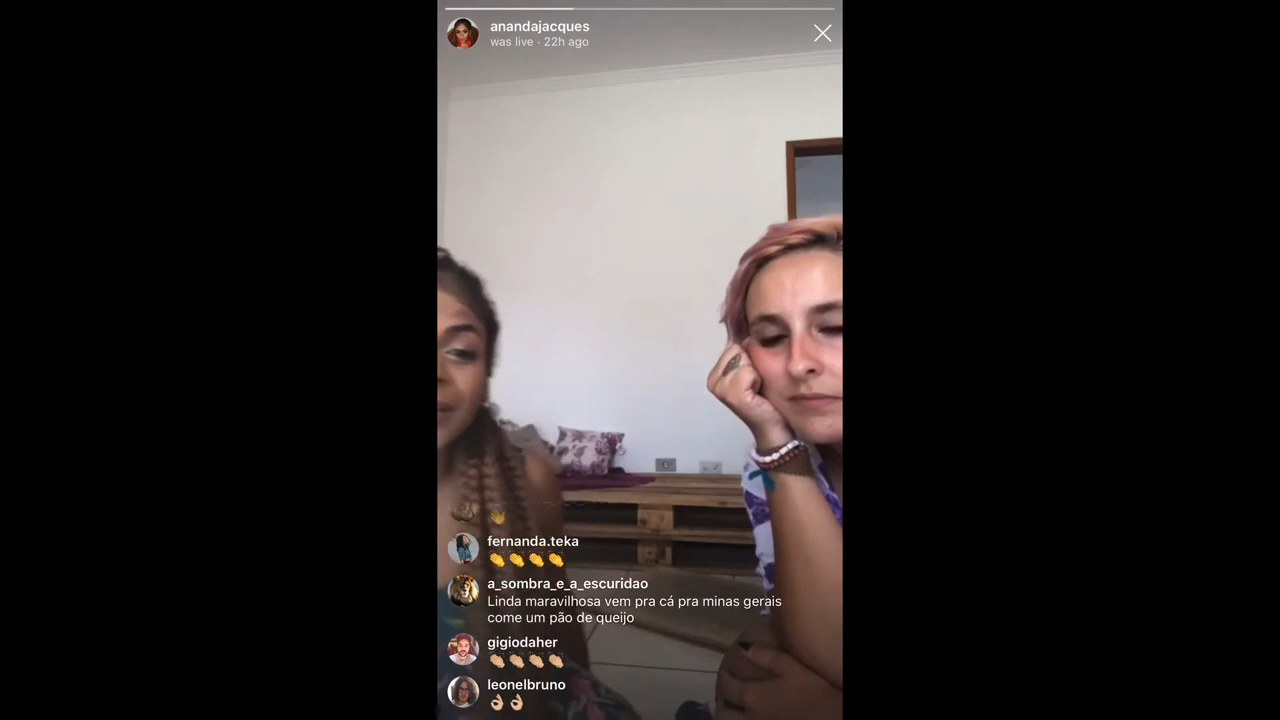 anandajacques
was live · 22h ago
fernanda.teka
👏👏👏👏
a_sombra_e_a_escuridao
Linda maravilhosa vem pra cá pra minas gerais
come um pão de queijo
gigiodaher
👏🏼👏🏼👏🏼👏🏼
leonelbruno
👌🏼👌🏼